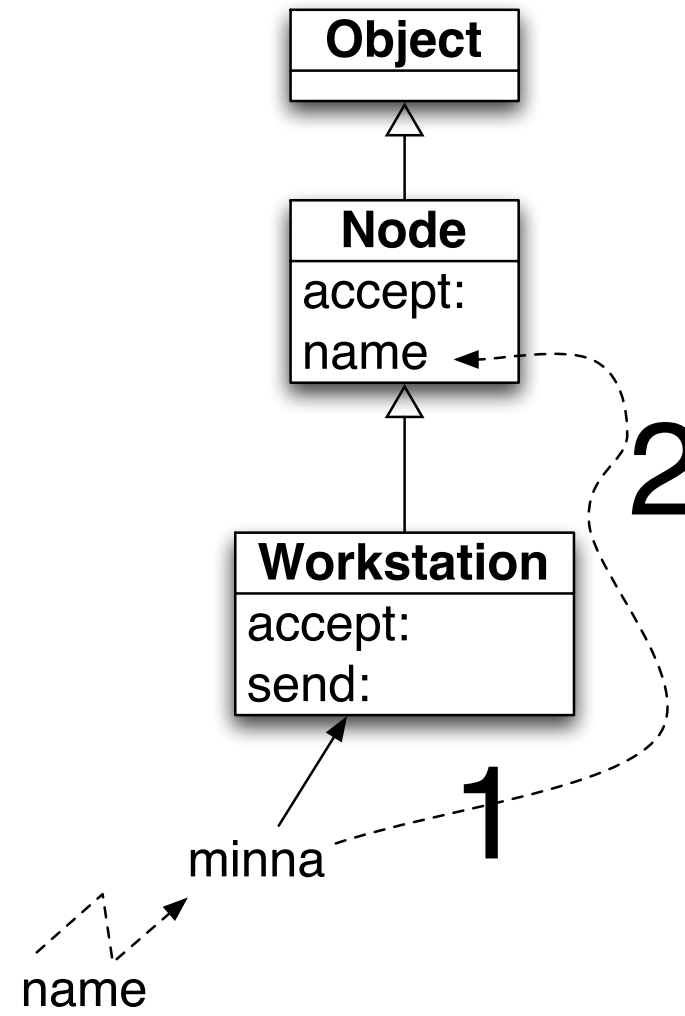 Object
Node
accept:
name
2
Workstation
accept:
send:
1
minna
name